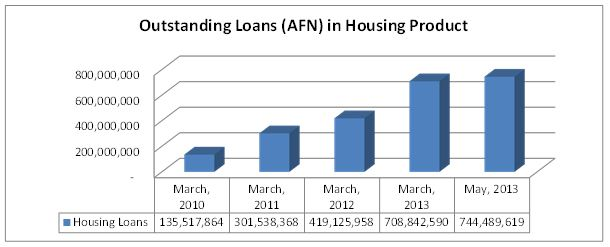 Outstanding Loans (AFN) in Housing Product
800,000,000
600,000,000
400,000,000
200,000,000
-
March, 2010 March, 2011 March, 2012 March, 2013 May, 2013
Housing Loans 135,517,864 301,538,368 419,125,958 708,842,590 744,489,619